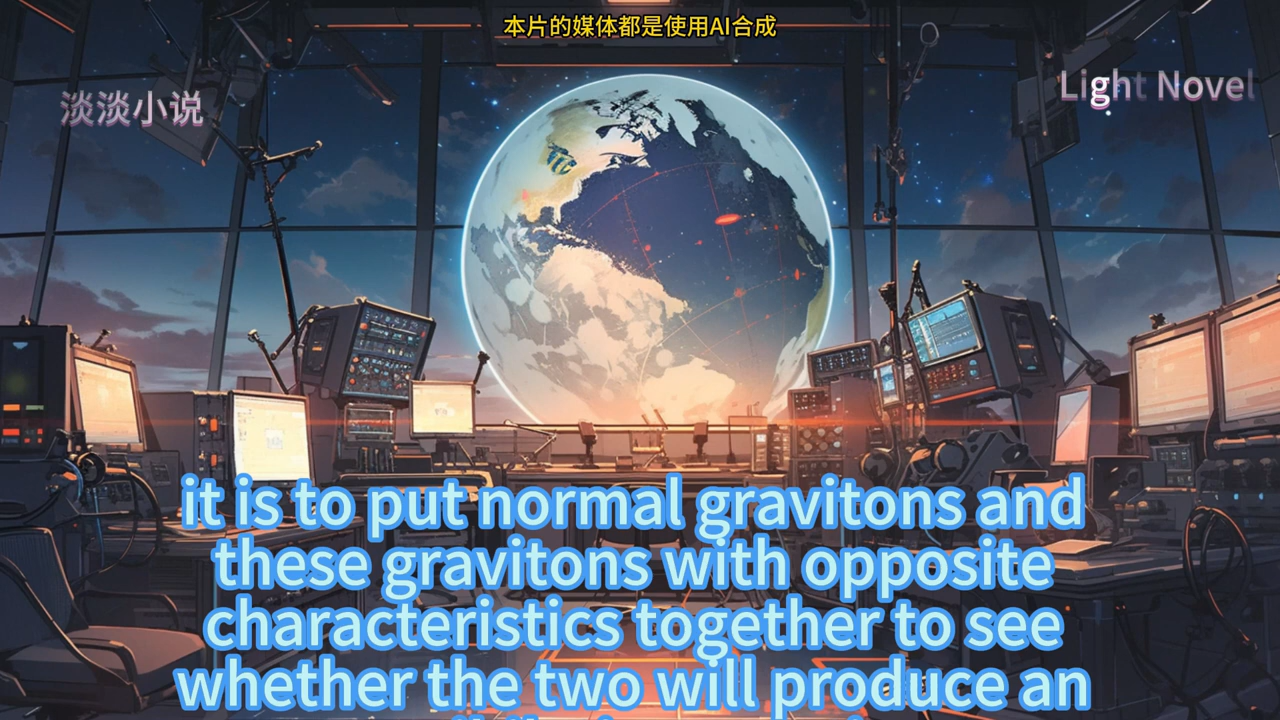 本片的媒体都是使用AI合成
淡淡小说
Light Novel
it is to put normal gravitons and
these gravitons with opposite
characteristics together to see
whether the two will produce an